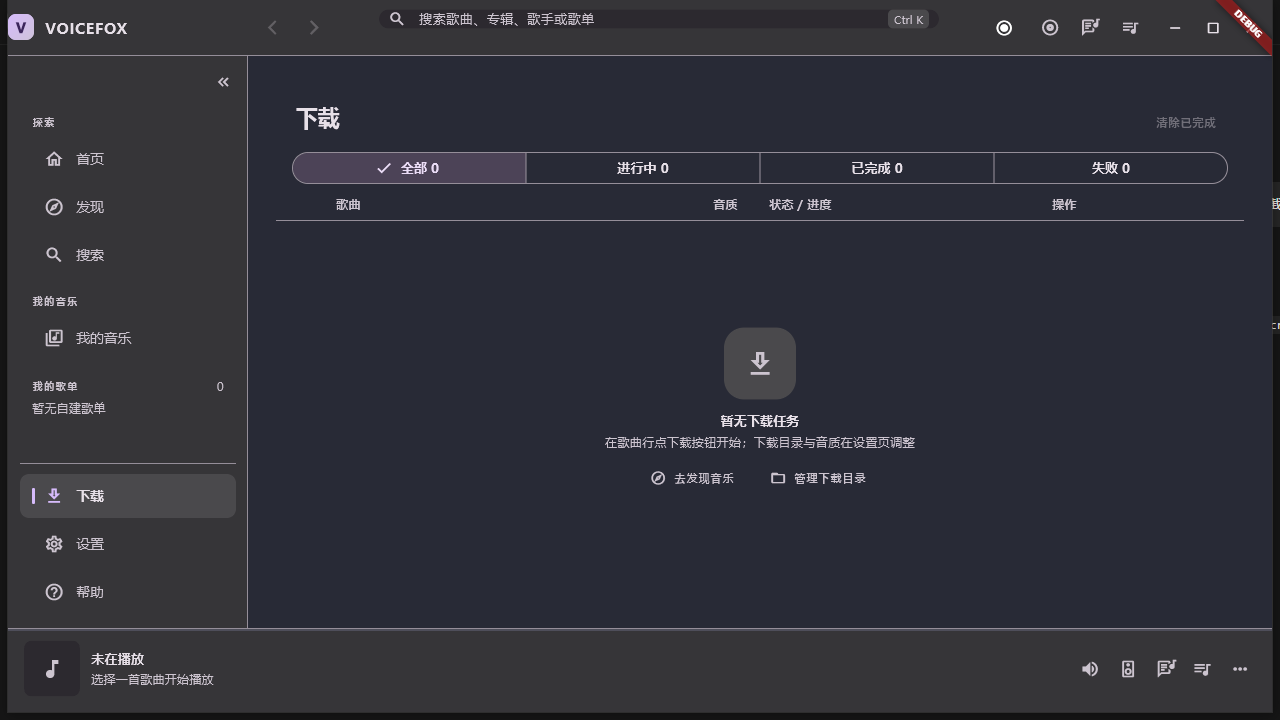 V VOICEFOX
搜索歌曲、专辑、歌手或歌单
Ctrl K
DEBUG
探索
首页
发现
搜索
我的音乐
我的音乐
我的歌单 0
暂无自建歌单
下载
设置
帮助
下载
清除已完成
全部 0 进行中 0 已完成 0 失败 0
歌曲 音质 状态 / 进度 操作
暂无下载任务
在歌曲行点下载按钮开始；下载目录与音质在设置页调整
去发现音乐 管理下载目录
未在播放
选择一首歌曲开始播放